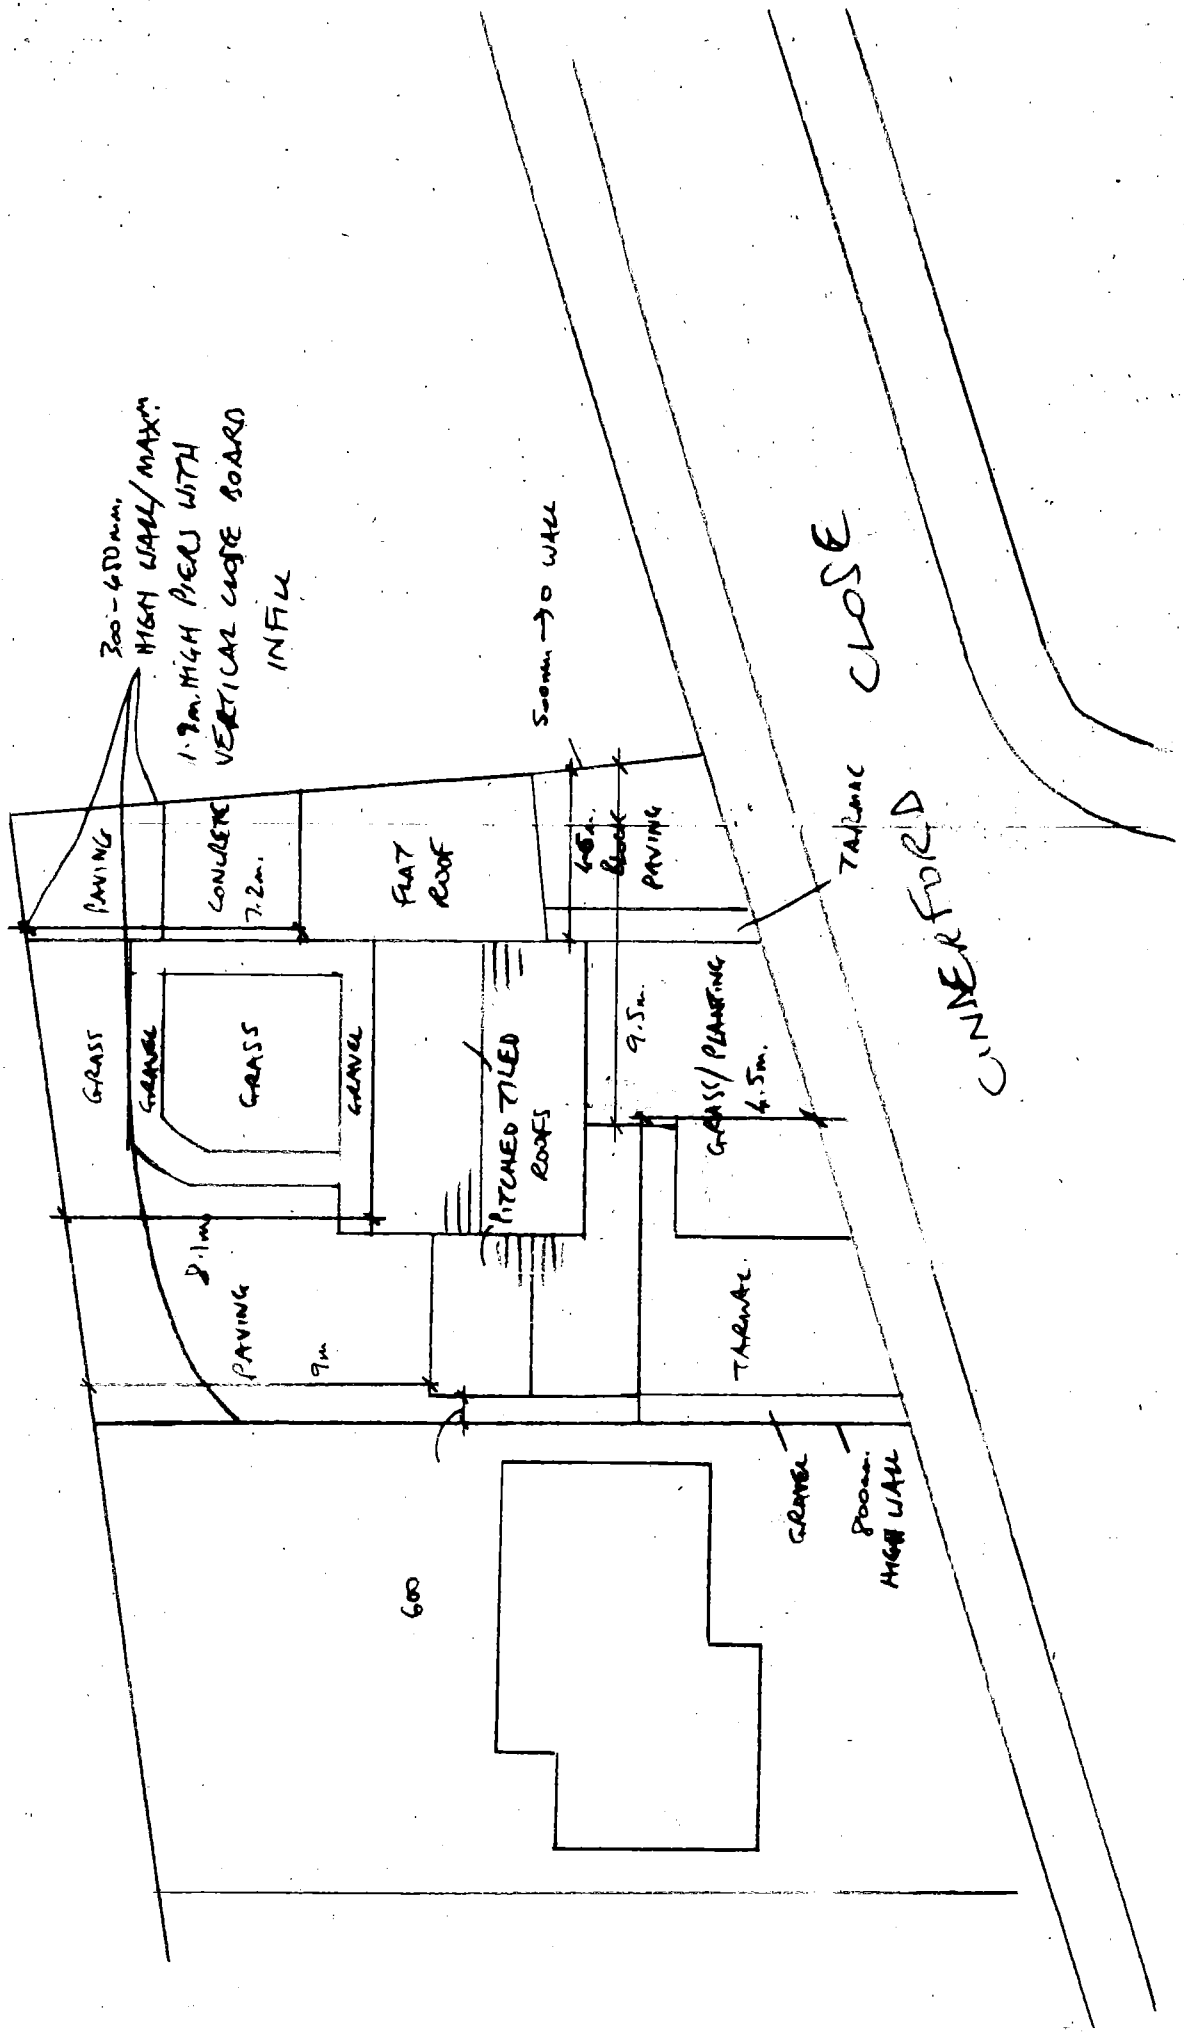 300-450mm.
HIGH WALL/MAXM.
1.9m. HIGH PIERS WITH
VERTICAL CLOSE BOARD
INFILL
PAVING
CONCRETE
7.2m.
FLAT
ROOF
BLOCK
PAVING
500mm → 0 WALL
TARMAC
GRASS
GRAVEL
GRASS
GRAVEL
PITCHED TILED
ROOFS
9.5m.
GRASS/PLANTING
4.5m.
CINDERFORD CLOSE
8.1m
PAVING
9m
TARMAC
600
GRAVEL
800mm.
HIGH WALL